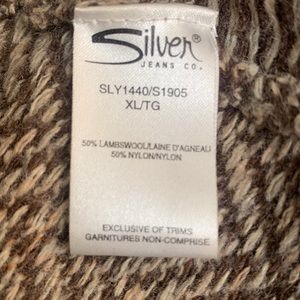 Silver®
JEANS CO.
SLY1440/S1905
XL/TG
50% LAMBSWOOL/LAINE D'AGNEAU
50% NYLON/NYLON
EXCLUSIVE OF TRIMS
GARNITURES NON-COMPRISE